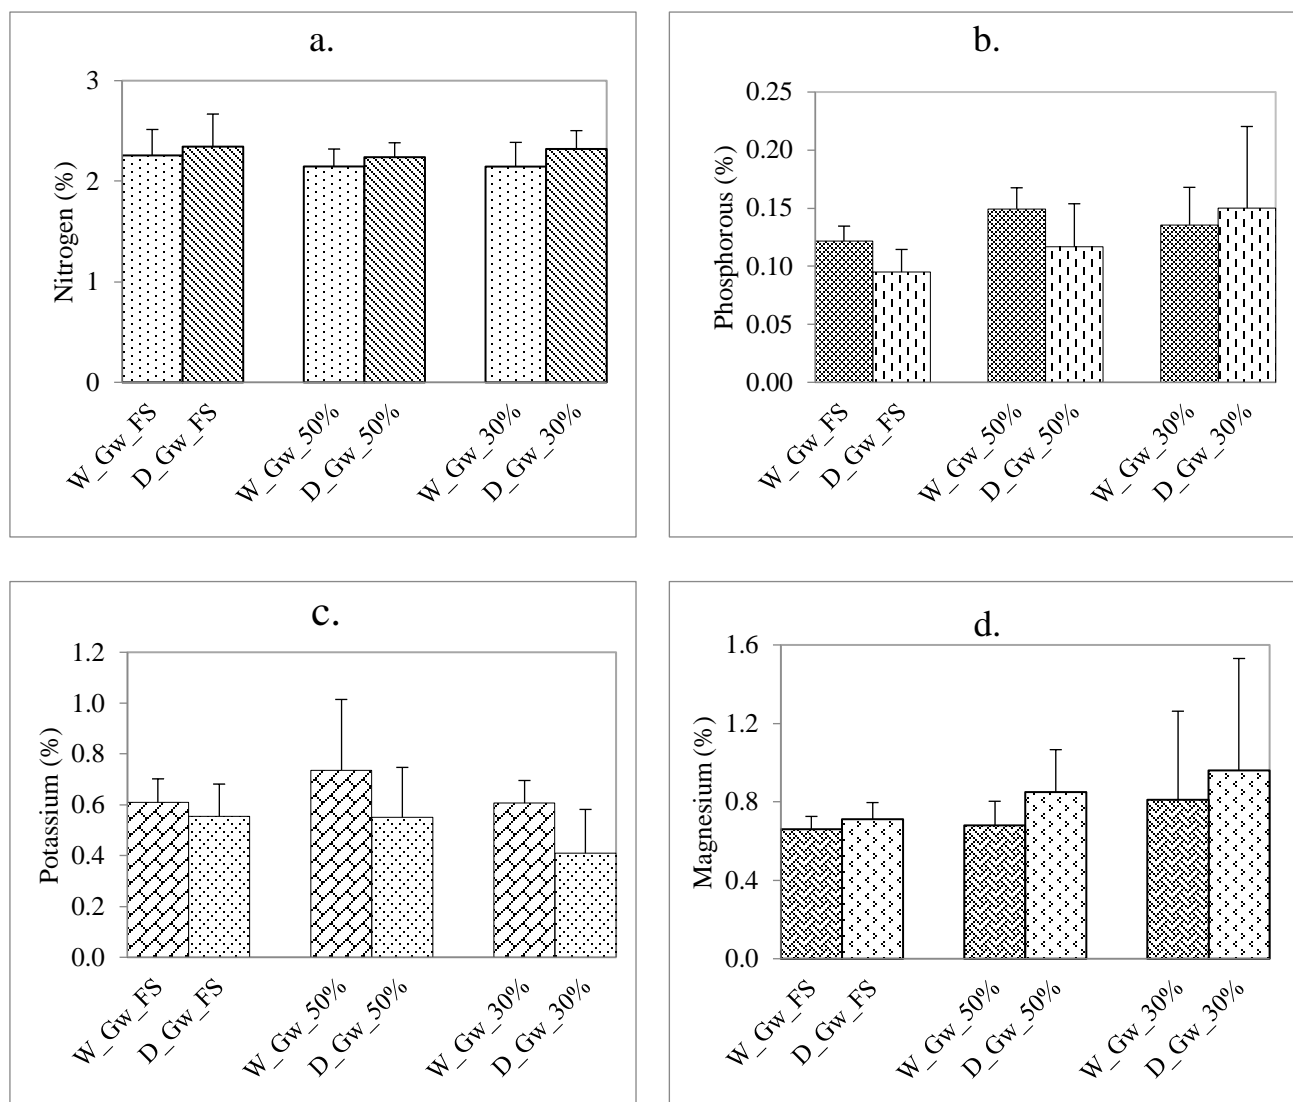 a.
Nitrogen (%)
3
2
1
0
W_Gw_FS
D_Gw_FS
W_Gw_50%
D_Gw_50%
W_Gw_30%
D_Gw_30%
b.
Phosphorous (%)
0.25
0.20
0.15
0.10
0.05
0.00
W_Gw_FS
D_Gw_FS
W_Gw_50%
D_Gw_50%
W_Gw_30%
D_Gw_30%
c.
Potassium (%)
1.2
1.0
0.8
0.6
0.4
0.2
0.0
W_Gw_FS
D_Gw_FS
W_Gw_50%
D_Gw_50%
W_Gw_30%
D_Gw_30%
d.
Magnesium (%)
1.6
1.2
0.8
0.4
0.0
W_Gw_FS
D_Gw_FS
W_Gw_50%
D_Gw_50%
W_Gw_30%
D_Gw_30%